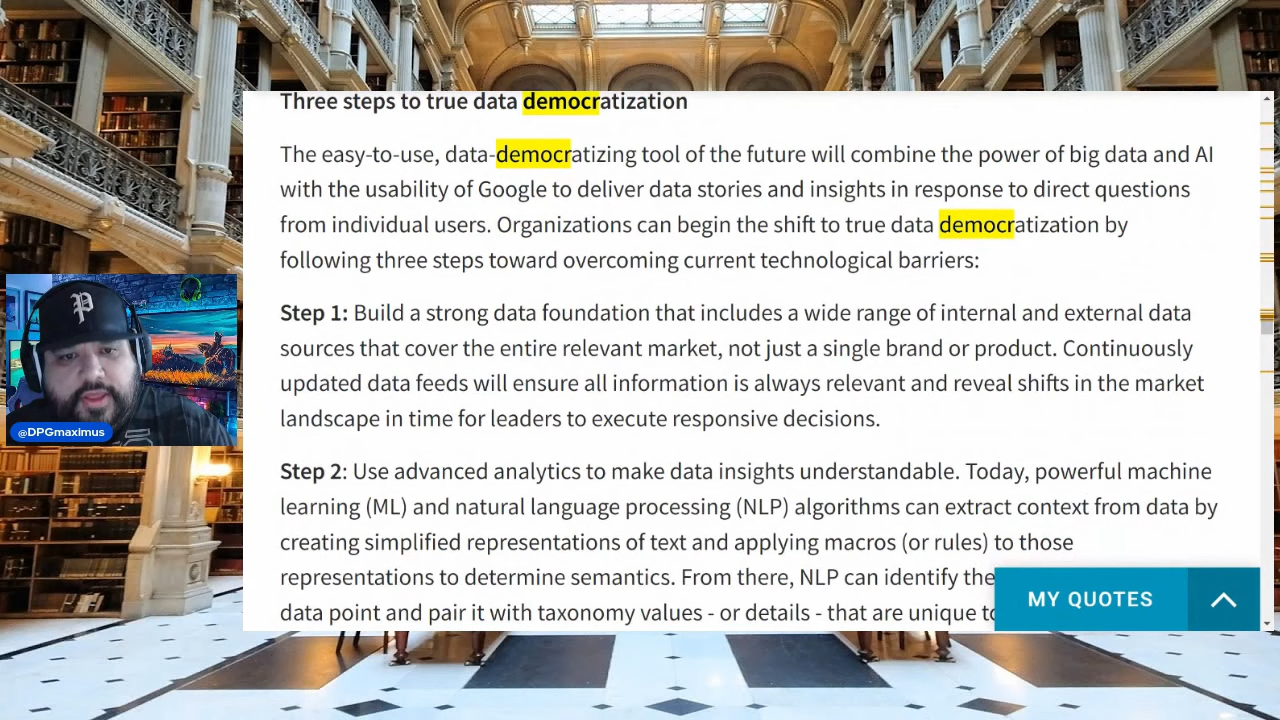 Three steps to true data democratization
The easy-to-use, data-democratizing tool of the future will combine the power of big data and AI
with the usability of Google to deliver data stories and insights in response to direct questions
from individual users. Organizations can begin the shift to true data democratization by
following three steps toward overcoming current technological barriers:
Step 1: Build a strong data foundation that includes a wide range of internal and external data
sources that cover the entire relevant market, not just a single brand or product. Continuously
updated data feeds will ensure all information is always relevant and reveal shifts in the market
landscape in time for leaders to execute responsive decisions.
Step 2: Use advanced analytics to make data insights understandable. Today, powerful machine
learning (ML) and natural language processing (NLP) algorithms can extract context from data by
creating simplified representations of text and applying macros (or rules) to those
representations to determine semantics. From there, NLP can identify the
data point and pair it with taxonomy values - or details - that are unique to
MY QUOTES
P
@DPGmaximus